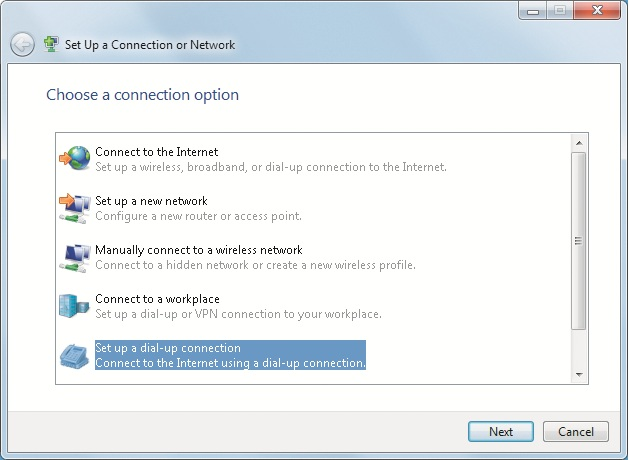 Set Up a Connection or Network
Choose a connection option
Connect to the Internet
Set up a wireless, broadband, or dial-up connection to the Internet.
Set up a new network
Configure a new router or access point.
Manually connect to a wireless network
Connect to a hidden network or create a new wireless profile.
Connect to a workplace
Set up a dial-up or VPN connection to your workplace.
Set up a dial-up connection
Connect to the Internet using a dial-up connection.
Next
Cancel